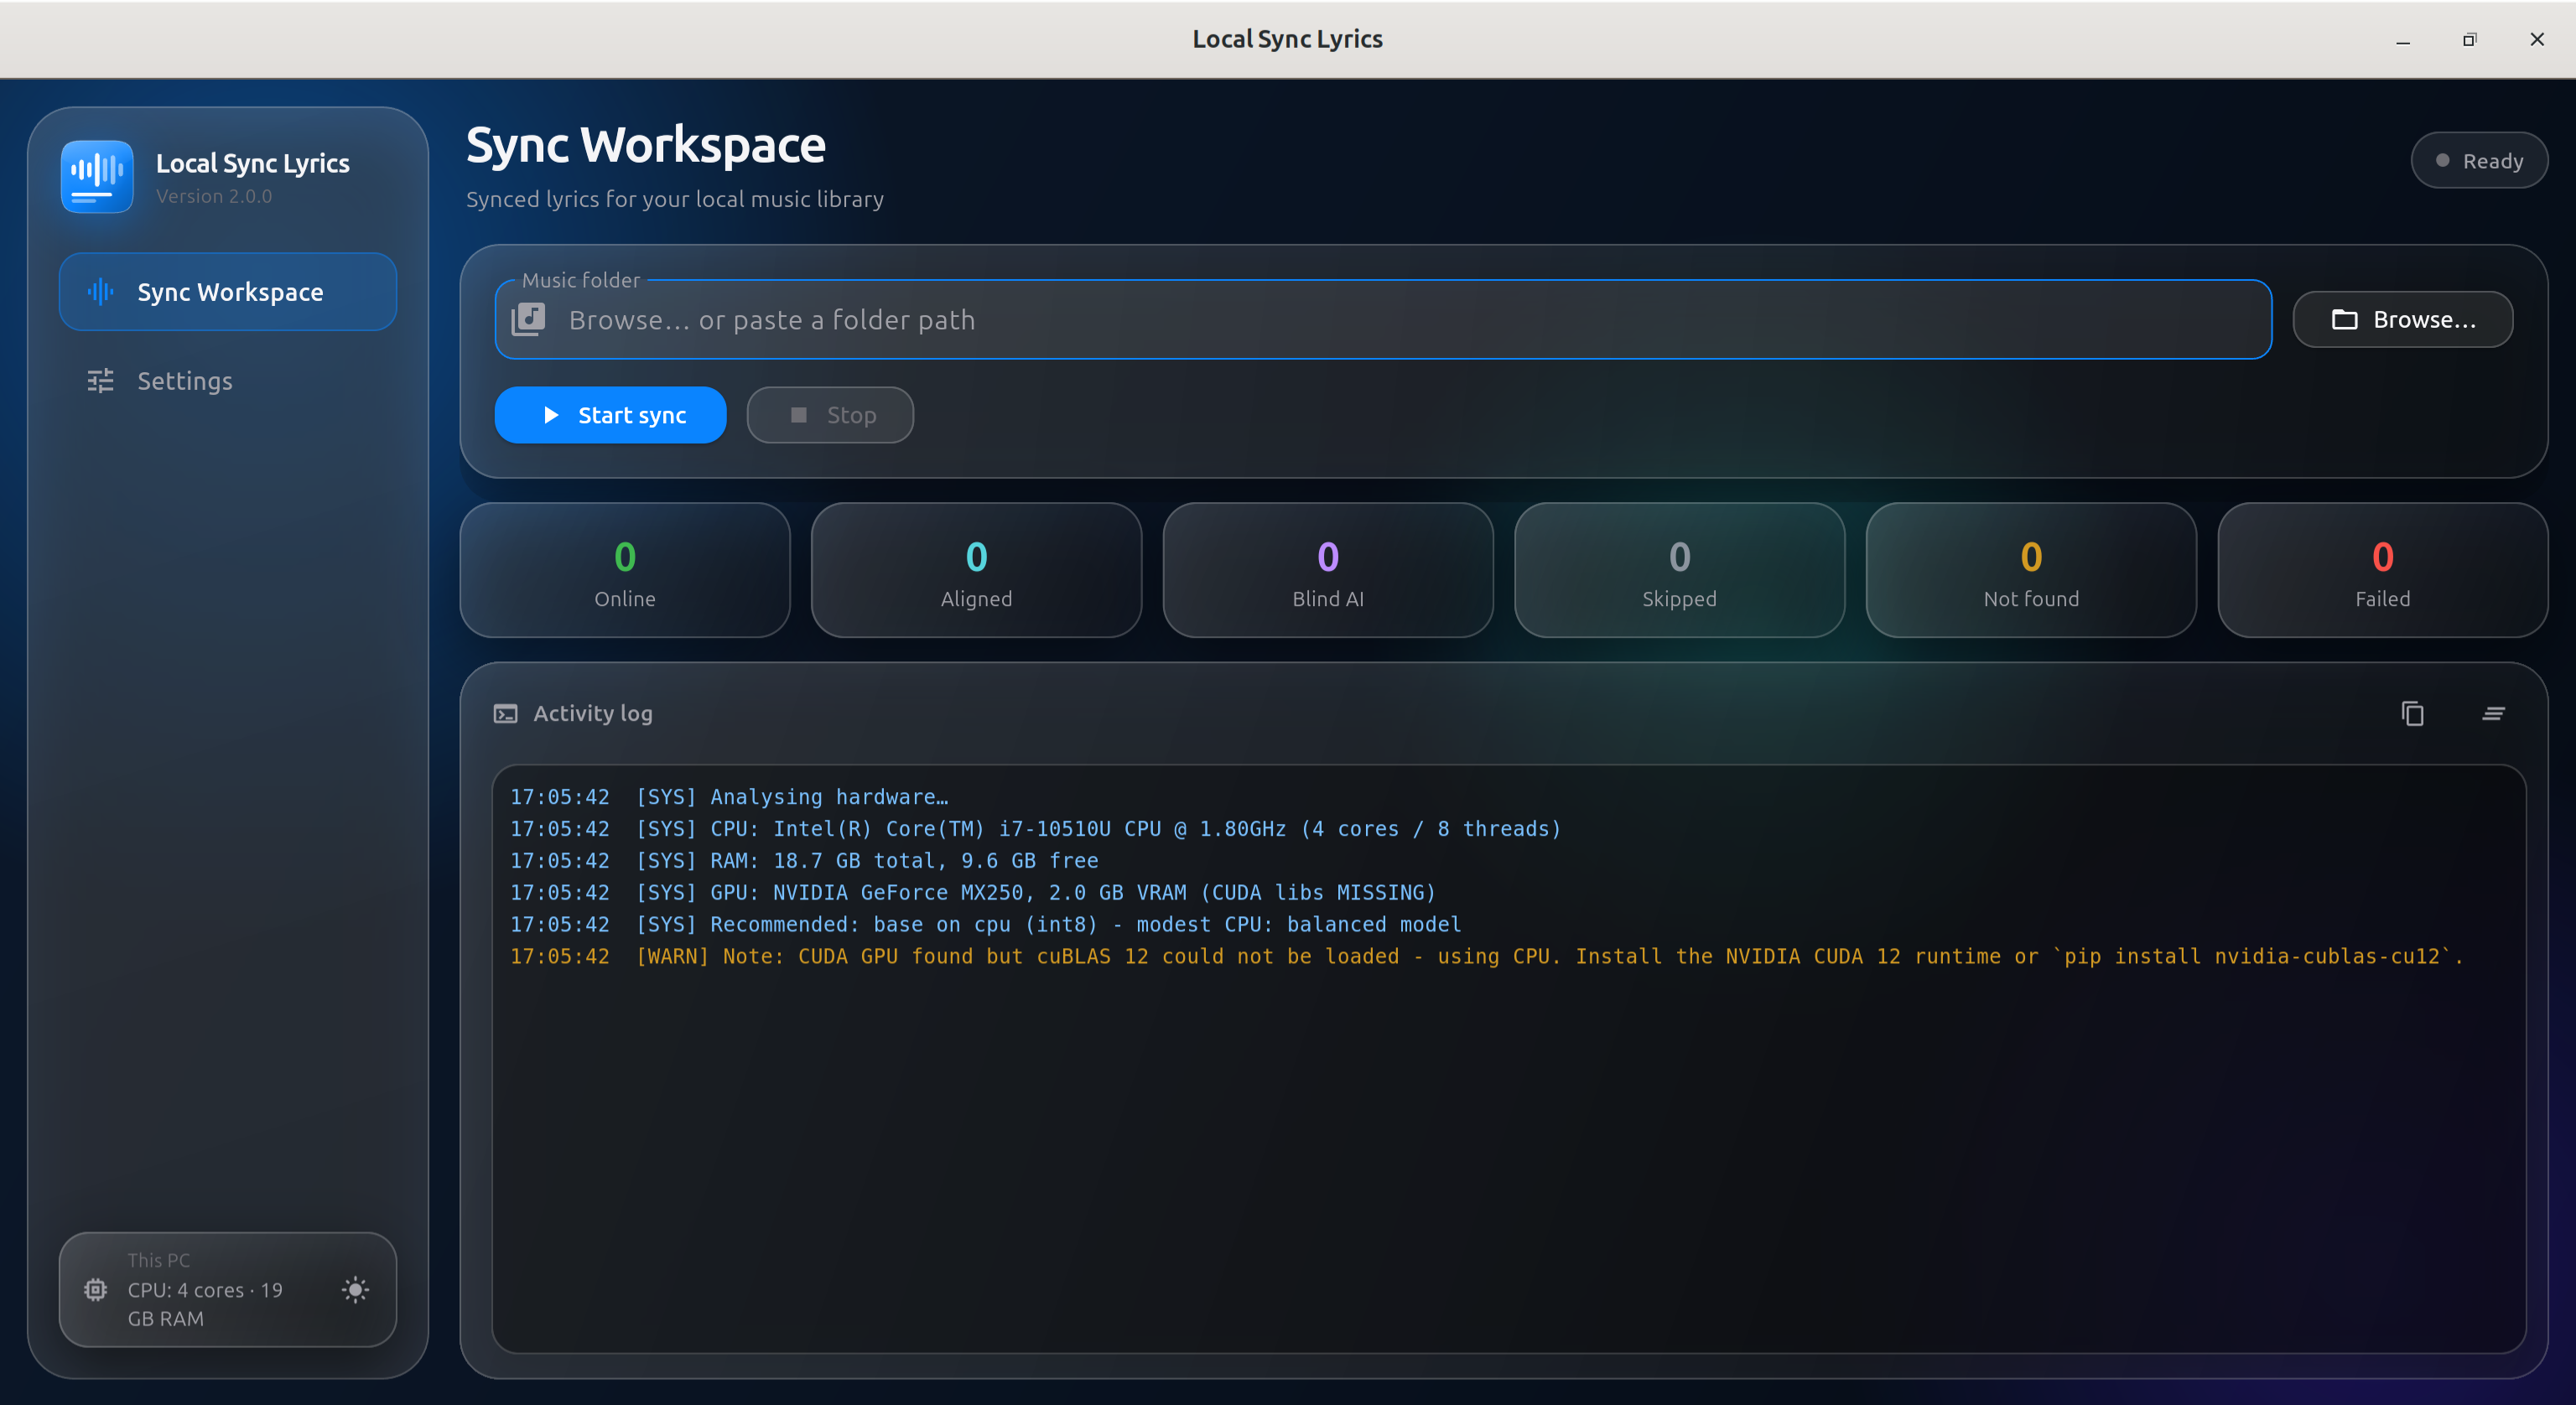 Local Sync Lyrics
Local Sync Lyrics
Version 2.0.0
Sync Workspace
Settings
This PC
CPU: 4 cores · 19
GB RAM
Sync Workspace
Synced lyrics for your local music library
Ready
Music folder
Browse… or paste a folder path
Browse…
Start sync
Stop
0
Online
0
Aligned
0
Blind AI
0
Skipped
0
Not found
0
Failed
Activity log
17:05:42 [SYS] Analysing hardware…
17:05:42 [SYS] CPU: Intel(R) Core(TM) i7-10510U CPU @ 1.80GHz (4 cores / 8 threads)
17:05:42 [SYS] RAM: 18.7 GB total, 9.6 GB free
17:05:42 [SYS] GPU: NVIDIA GeForce MX250, 2.0 GB VRAM (CUDA libs MISSING)
17:05:42 [SYS] Recommended: base on cpu (int8) - modest CPU: balanced model
17:05:42 [WARN] Note: CUDA GPU found but cuBLAS 12 could not be loaded - using CPU. Install the NVIDIA CUDA 12 runtime or `pip install nvidia-cublas-cu12`.